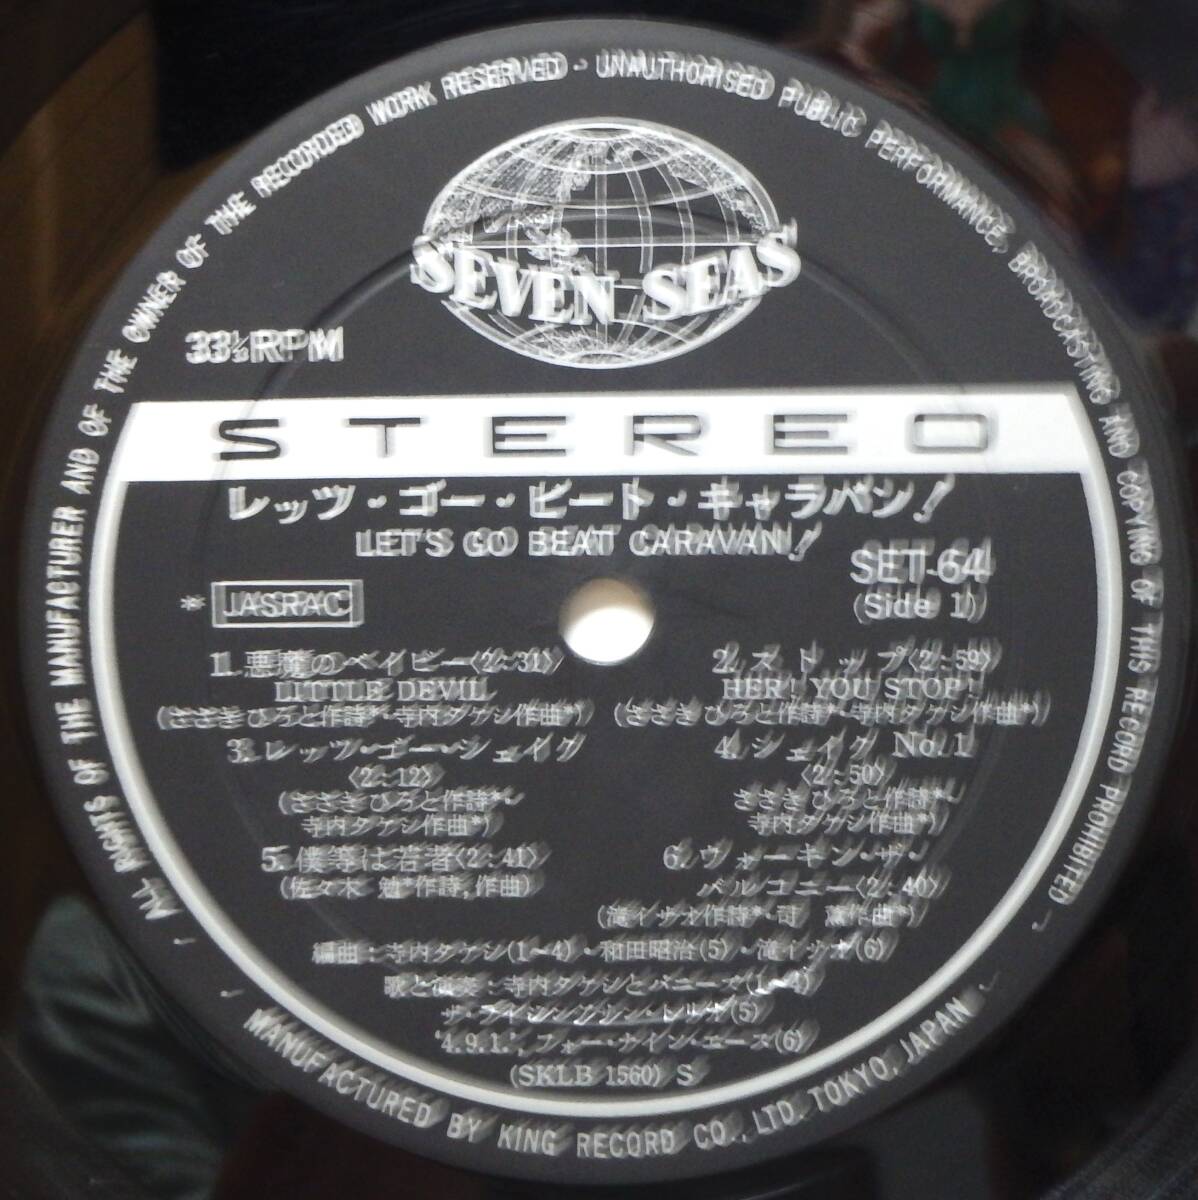 ALL RIGHTS OF THE MANUFACTURER AND OF THE OWNER OF THE RECORDED WORK RESERVED - UNAUTHORISED PUBLIC PERFORMANCE, BROADCASTING AND COPYING OF THIS RECORD PROHIBITED
SEVEN SEAS
33⅓RPM
STEREO
レッツ・ゴー・ビート・キャラバン!
LET'S GO BEAT CARAVAN!
SET-64
(Side 1)
* JASRAC
1. 悪魔のベイビー〈2:31〉
LITTLE DEVIL
(ささきひろと作詩*・寺内タケシ作曲*)
2. ストップ〈2:59〉
HER! YOU STOP!
(ささきひろと作詩*・寺内タケシ作曲*)
3. レッツ・ゴー・シェイク
〈2:12〉
(ささきひろと作詩*・
寺内タケシ作曲*)
4. シェイク No.1
〈2:50〉
ささきひろと作詩*・
寺内タケシ作曲*)
5. 僕等は若者〈2:41〉
(佐々木 勉*作詩,作曲)
6. ウォーキン・ザ・
バルコニー〈2:40〉
(滝イサオ作詩*・司 薫作曲*)
編曲:寺内タケシ(1~4)・和田昭治(5)・滝イサオ(6)
歌と演奏:寺内タケシとバニーズ(1~4)
(5)
'4.9.1.', フォー・ナイン・エース(6)
(SKLB 1560) S
MANUFACTURED BY KING RECORD CO., LTD. TOKYO, JAPAN